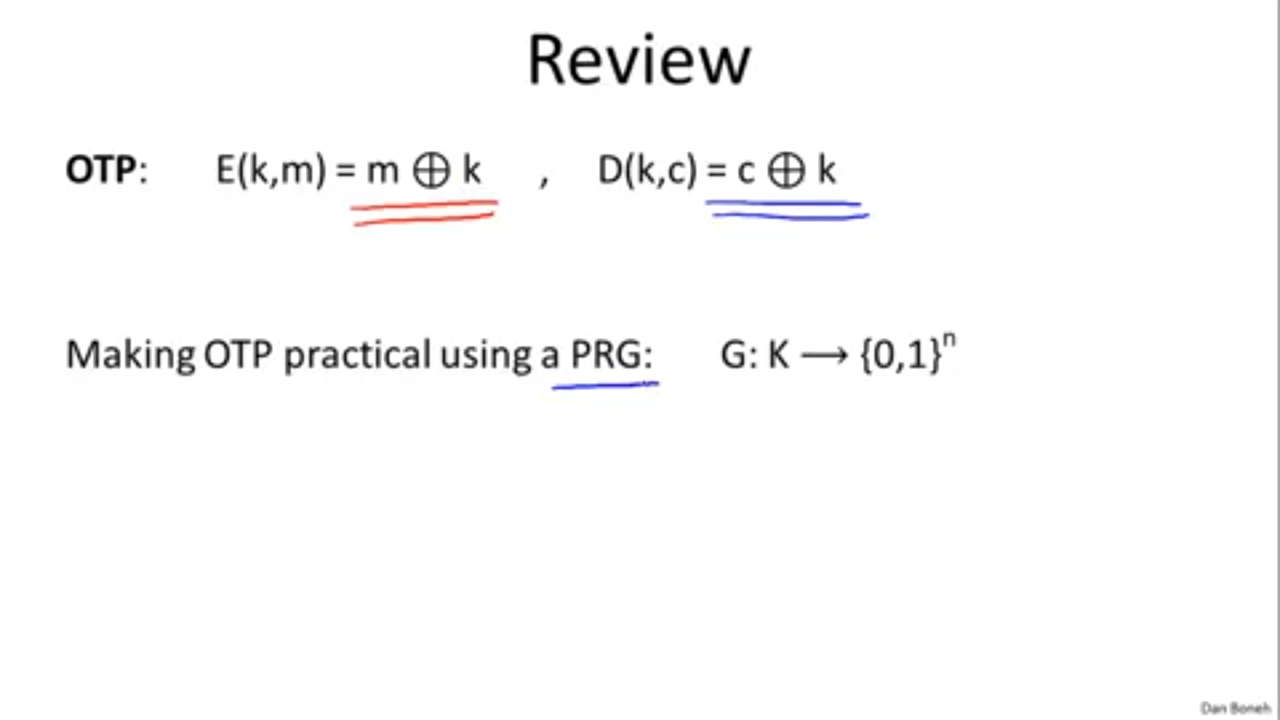 Review
OTP: E(k,m) = m ⊕ k , D(k,c) = c ⊕ k
Making OTP practical using a PRG: G: K ⟶ {0,1}ⁿ
Dan Boneh